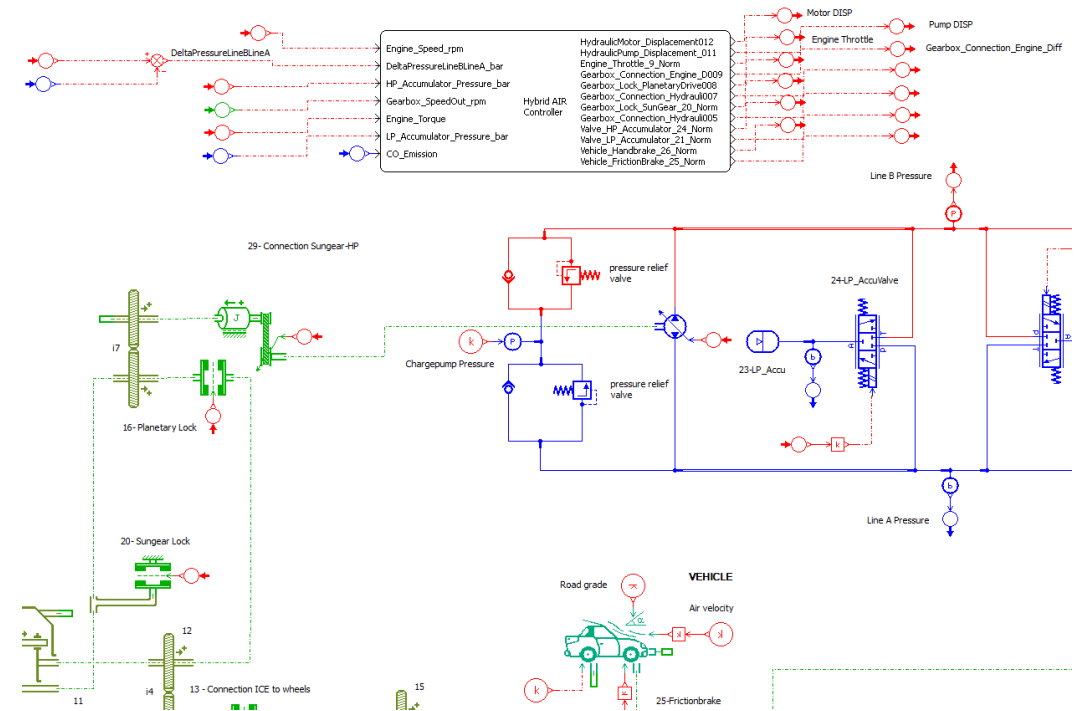 Motor DISP
Pump DISP
Engine Throttle
Gearbox_Connection_Engine_Diff
DeltaPressureLineBLineA
Engine_Speed_rpm
DeltaPressureLineBLineA_bar
HP_Accumulator_Pressure_bar
Gearbox_SpeedOut_rpm
Engine_Torque
LP_Accumulator_Pressure_bar
CO_Emission
Hybrid AIR
Controller
HydraulicMotor_Displacement012
HydraulicPump_Displacement_011
Engine_Throttle_9_Norm
Gearbox_Connection_Engine_D009
Gearbox_Lock_PlanetaryDrive008
Gearbox_Connection_Hydrauli007
Gearbox_Lock_SunGear_20_Norm
Gearbox_Connection_Hydrauli005
Valve_HP_Accumulator_24_Norm
Valve_LP_Accumulator_21_Norm
Vehicle_Handbrake_26_Norm
Vehicle_FrictionBrake_25_Norm
Line B Pressure
P
29- Connection Sungear-HP
pressure relief
valve
24-LP_AccuValve
J
i7
k
P
Chargepump Pressure
23-LP_Accu
b
A
T
P
pressure relief
valve
16- Planetary Lock
k
b
Line A Pressure
20- Sungear Lock
Road grade
VEHICLE
Air velocity
k
α
k
k
12
i4
13 - Connection ICE to wheels
11
15
k
k
25-Frictionbrake